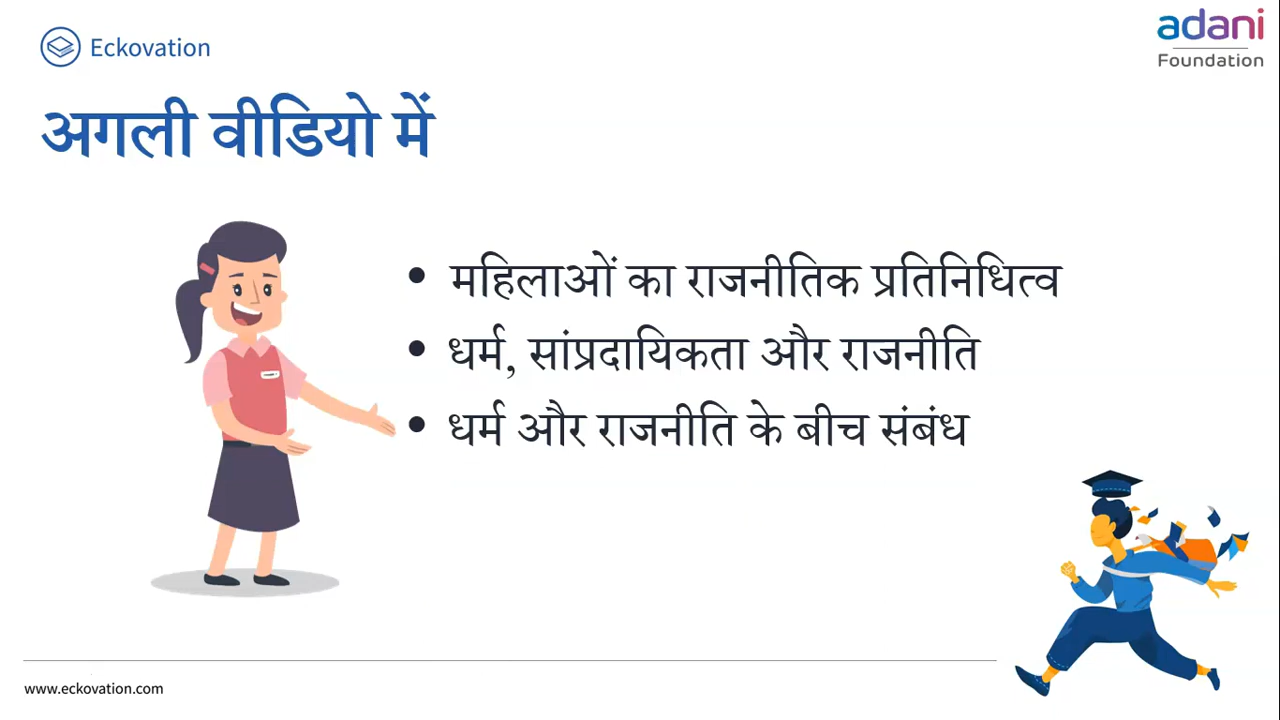 Eckovation
adani
Foundation
अगली वीडियो में
• महिलाओं का राजनीतिक प्रतिनिधित्व
• धर्म, सांप्रदायिकता और राजनीति
• धर्म और राजनीति के बीच संबंध
www.eckovation.com